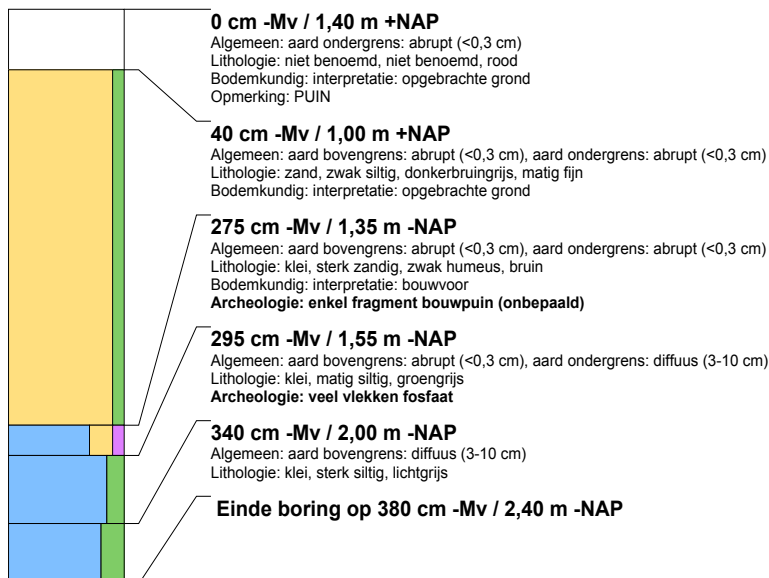 0 cm -Mv / 1,40 m +NAP
Algemeen: aard ondergrens: abrupt (<0,3 cm)
Lithologie: niet benoemd, niet benoemd, rood
Bodemkundig: interpretatie: opgebrachte grond
Opmerking: PUIN
40 cm -Mv / 1,00 m +NAP
Algemeen: aard bovengrens: abrupt (<0,3 cm), aard ondergrens: abrupt (<0,3 cm)
Lithologie: zand, zwak siltig, donkerbruingrijs, matig fijn
Bodemkundig: interpretatie: opgebrachte grond
275 cm -Mv / 1,35 m -NAP
Algemeen: aard bovengrens: abrupt (<0,3 cm), aard ondergrens: abrupt (<0,3 cm)
Lithologie: klei, sterk zandig, zwak humeus, bruin
Bodemkundig: interpretatie: bouwvoor
Archeologie: enkel fragment bouwpuin (onbepaald)
295 cm -Mv / 1,55 m -NAP
Algemeen: aard bovengrens: abrupt (<0,3 cm), aard ondergrens: diffuus (3-10 cm)
Lithologie: klei, matig siltig, groengrijs
Archeologie: veel vlekken fosfaat
340 cm -Mv / 2,00 m -NAP
Algemeen: aard bovengrens: diffuus (3-10 cm)
Lithologie: klei, sterk siltig, lichtgrijs
Einde boring op 380 cm -Mv / 2,40 m -NAP